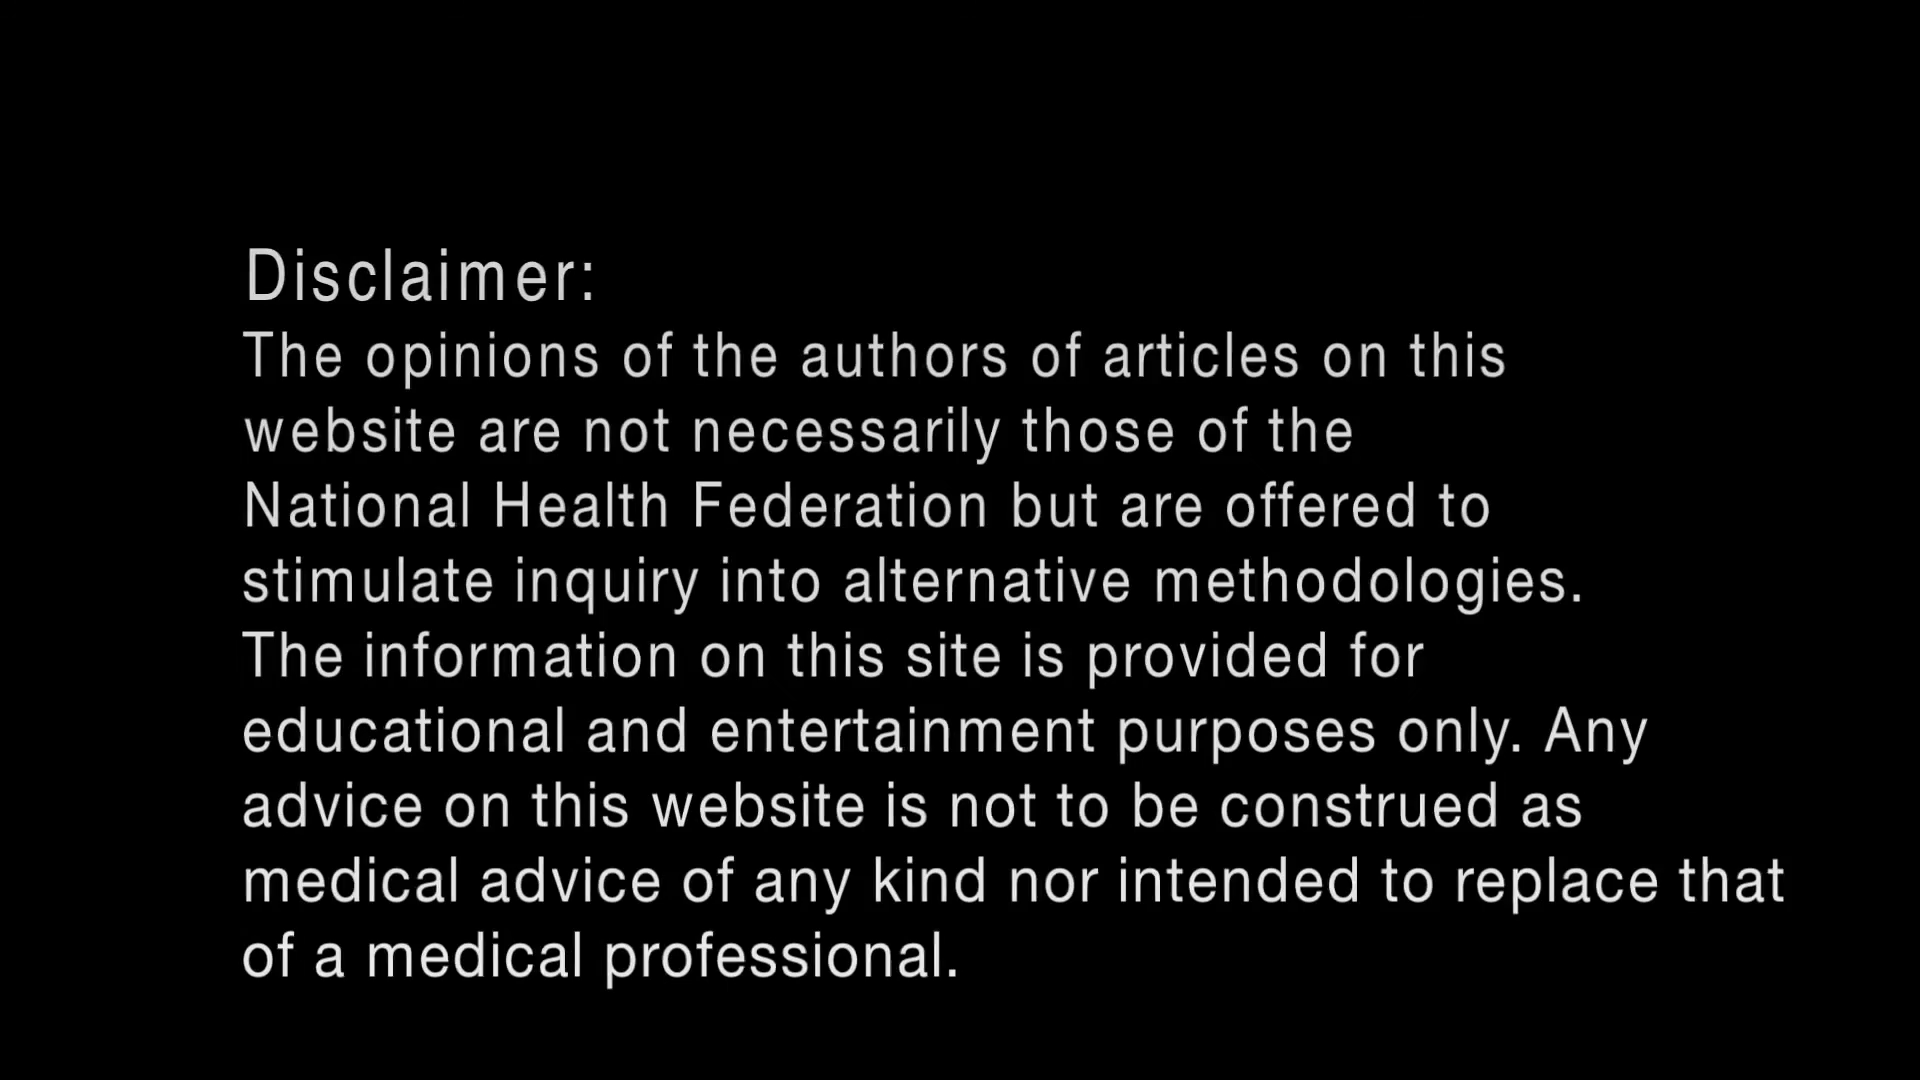 Disclaimer:
The opinions of the authors of articles on this
website are not necessarily those of the
National Health Federation but are offered to
stimulate inquiry into alternative methodologies.
The information on this site is provided for
educational and entertainment purposes only. Any
advice on this website is not to be construed as
medical advice of any kind nor intended to replace that
of a medical professional.